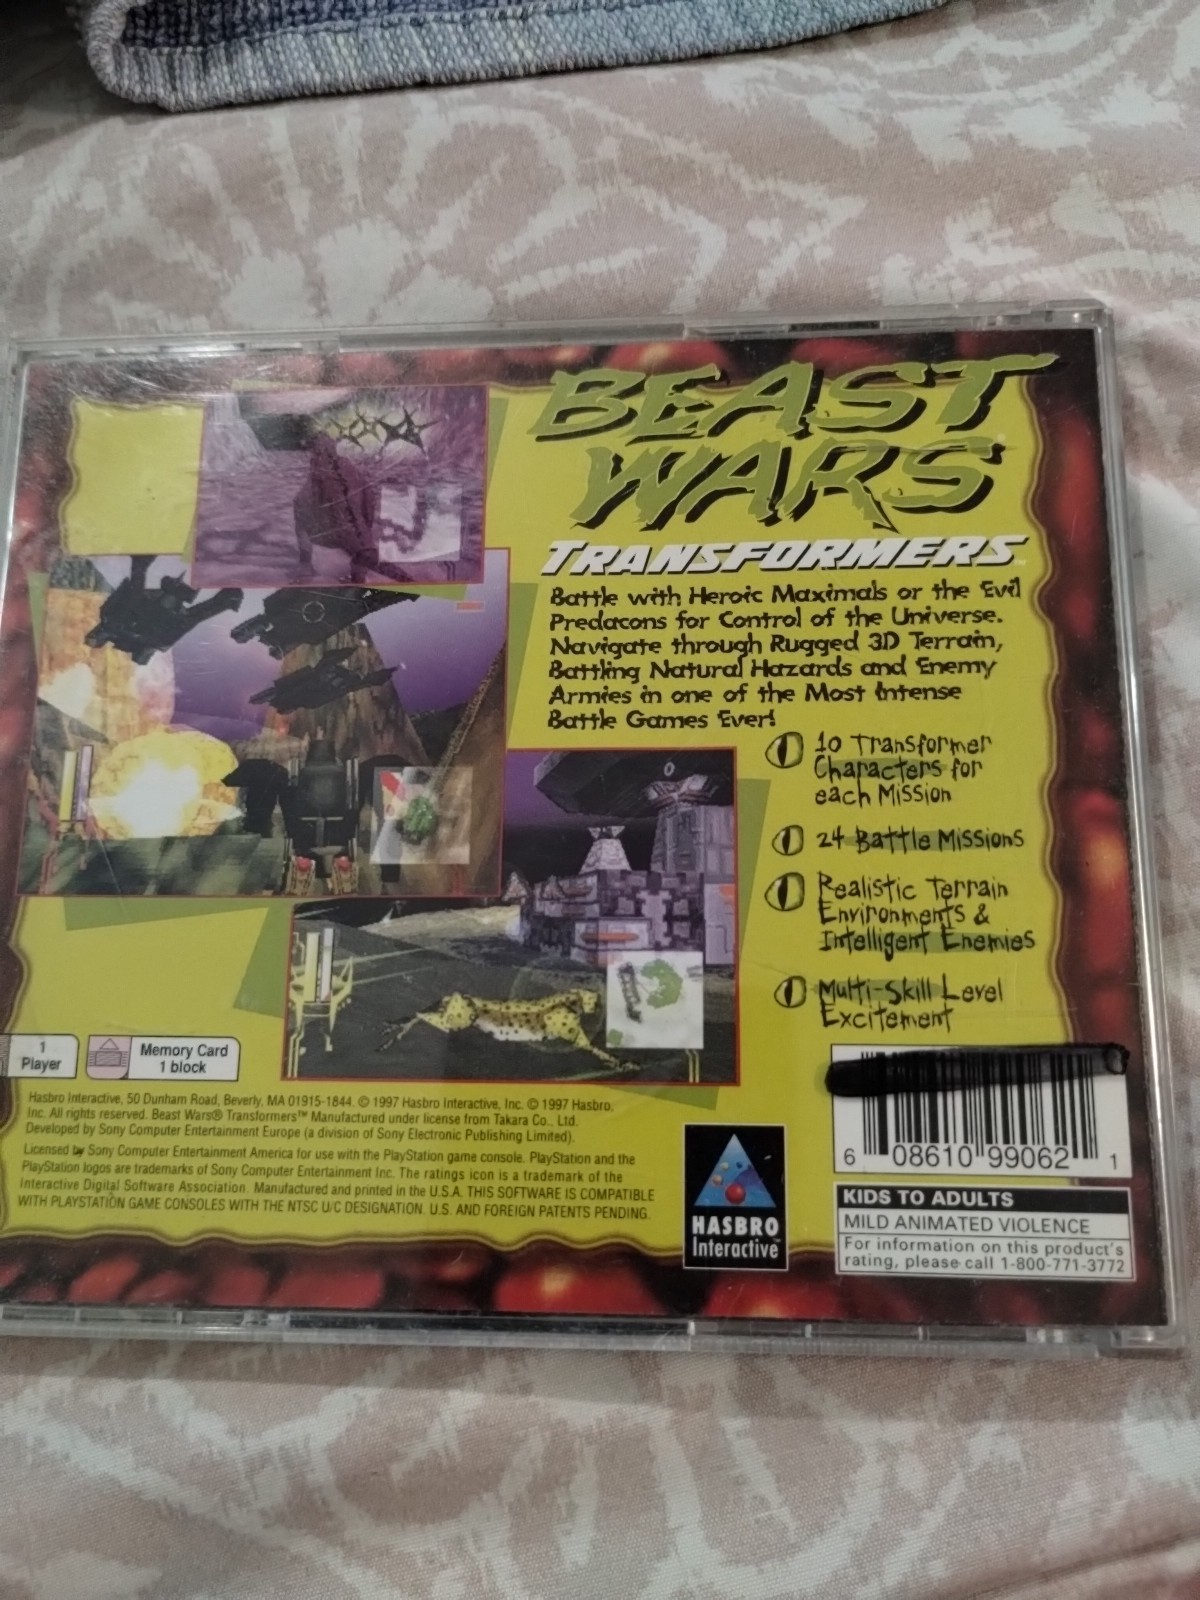 BEAST
WARS
TRANSFORMERS™
Battle with Heroic Maximals or the Evil
Predacons for Control of the Universe.
Navigate through Rugged 3D Terrain,
Battling Natural Hazards and Enemy
Armies in one of the Most Intense
Battle Games Ever!
10 Transformer
Characters for
each Mission
24 Battle Missions
Realistic Terrain
Environments &
Intelligent Enemies
Multi-Skill Level
Excitement
1
Player
Memory Card
1 block
Hasbro Interactive, 50 Dunham Road, Beverly, MA 01915-1844. © 1997 Hasbro Interactive, Inc. © 1997 Hasbro,
Inc. All rights reserved. Beast Wars® Transformers™ Manufactured under license from Takara Co., Ltd.
Developed by Sony Computer Entertainment Europe (a division of Sony Electronic Publishing Limited).
Licensed by Sony Computer Entertainment America for use with the PlayStation game console. PlayStation and the
PlayStation logos are trademarks of Sony Computer Entertainment Inc. The ratings icon is a trademark of the
Interactive Digital Software Association. Manufactured and printed in the U.S.A. THIS SOFTWARE IS COMPATIBLE
WITH PLAYSTATION GAME CONSOLES WITH THE NTSC U/C DESIGNATION. U.S. AND FOREIGN PATENTS PENDING.
HASBRO
Interactive™
6 08610 99062 1
KIDS TO ADULTS
MILD ANIMATED VIOLENCE
For information on this product's
rating, please call 1-800-771-3772